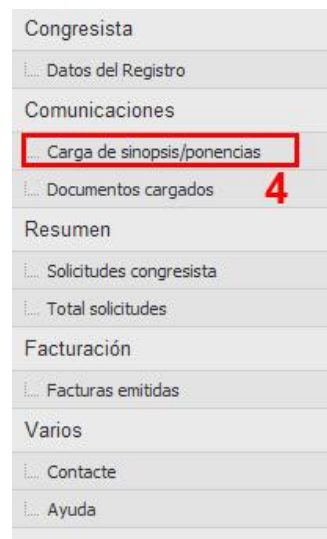 Congresista
Datos del Registro
Comunicaciones
Carga de sinopsis/ponencias
Documentos cargados 4
Resumen
Solicitudes congresista
Total solicitudes
Facturación
Facturas emitidas
Varios
Contacte
Ayuda